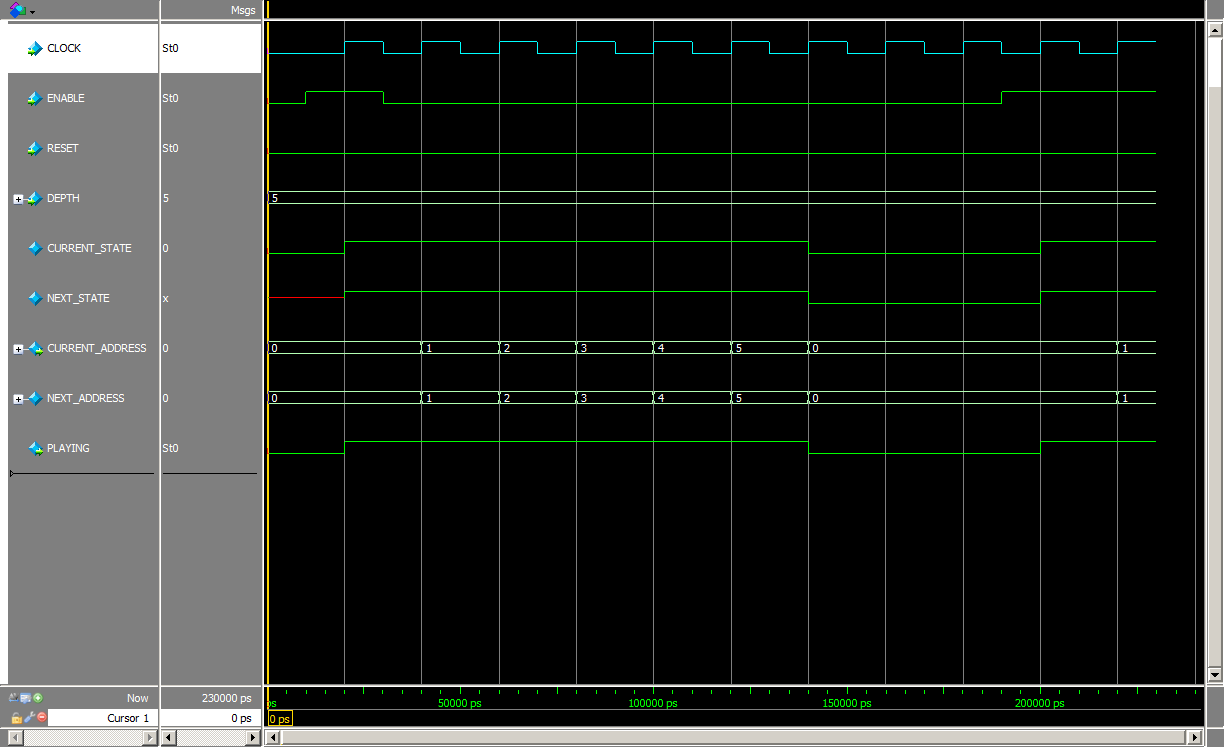 Msgs
CLOCK St0
ENABLE St0
RESET St0
DEPTH 5 5
CURRENT_STATE 0
NEXT_STATE x
CURRENT_ADDRESS 0 0 1 2 3 4 5 0 1
NEXT_ADDRESS 0 0 1 2 3 4 5 0 1
PLAYING St0
Now 230000 ps ps 50000 ps 100000 ps 150000 ps 200000 ps
Cursor 1 0 ps 0 ps